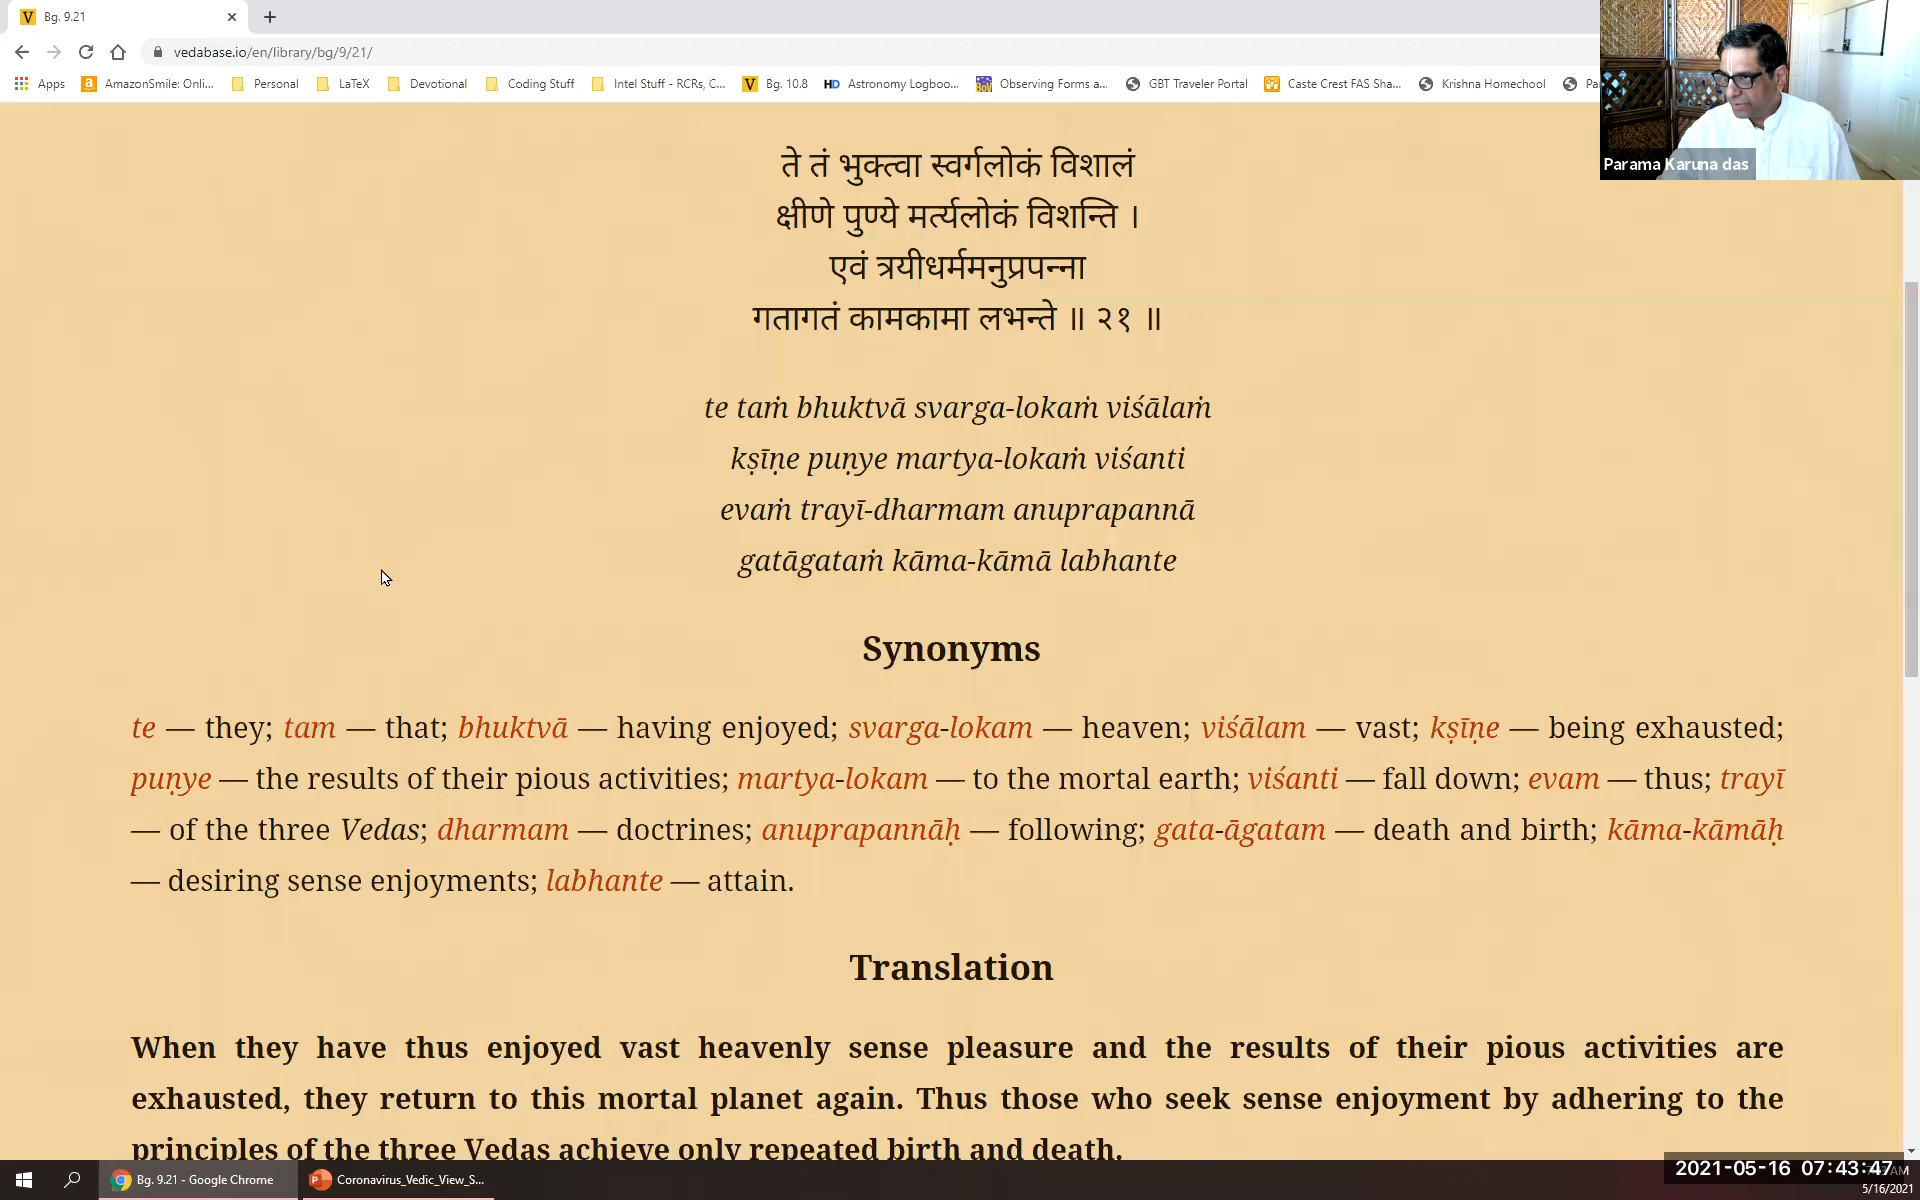 Bg. 9.21
vedabase.io/en/library/bg/9/21/
Apps AmazonSmile: Onli... Personal LaTeX Devotional Coding Stuff Intel Stuff - RCRs, C... Bg. 10.8 Astronomy Logboo... Observing Forms a... GBT Traveler Portal Caste Crest FAS Sha... Krishna Homechool
Parama Karuna das
ते तं भुक्त्वा स्वर्गलोकं विशालं
क्षीणे पुण्ये मर्त्यलोकं विशन्ति ।
एवं त्रयीधर्ममनुप्रपन्ना
गतागतं कामकामा लभन्ते ॥ २१ ॥
te taṁ bhuktvā svarga-lokaṁ viśālaṁ
kṣīṇe puṇye martya-lokaṁ viśanti
evaṁ trayī-dharmam anuprapannā
gatāgataṁ kāma-kāmā labhante
Synonyms
te — they; tam — that; bhuktvā — having enjoyed; svarga-lokam — heaven; viśālam — vast; kṣīṇe — being exhausted;
puṇye — the results of their pious activities; martya-lokam — to the mortal earth; viśanti — fall down; evam — thus; trayī
— of the three Vedas; dharmam — doctrines; anuprapannāḥ — following; gata-āgatam — death and birth; kāma-kāmāḥ
— desiring sense enjoyments; labhante — attain.
Translation
When they have thus enjoyed vast heavenly sense pleasure and the results of their pious activities are
exhausted, they return to this mortal planet again. Thus those who seek sense enjoyment by adhering to the
principles of the three Vedas achieve only repeated birth and death.
Bg. 9.21 - Google Chrome Coronavirus_Vedic_View_S...
2021-05-16 07:43:47 AM
5/16/2021